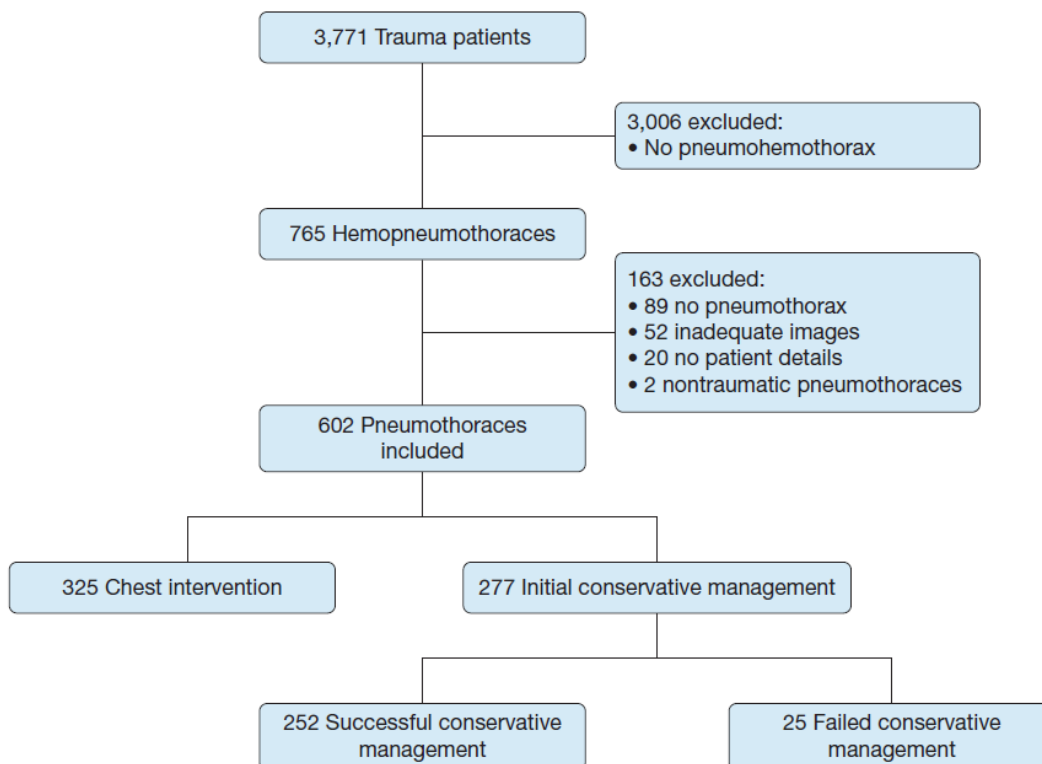 3,771 Trauma patients
3,006 excluded:
• No pneumohemothorax
765 Hemopneumothoraces
163 excluded:
• 89 no pneumothorax
• 52 inadequate images
• 20 no patient details
• 2 nontraumatic pneumothoraces
602 Pneumothoraces
included
325 Chest intervention
277 Initial conservative management
252 Successful conservative
management
25 Failed conservative
management